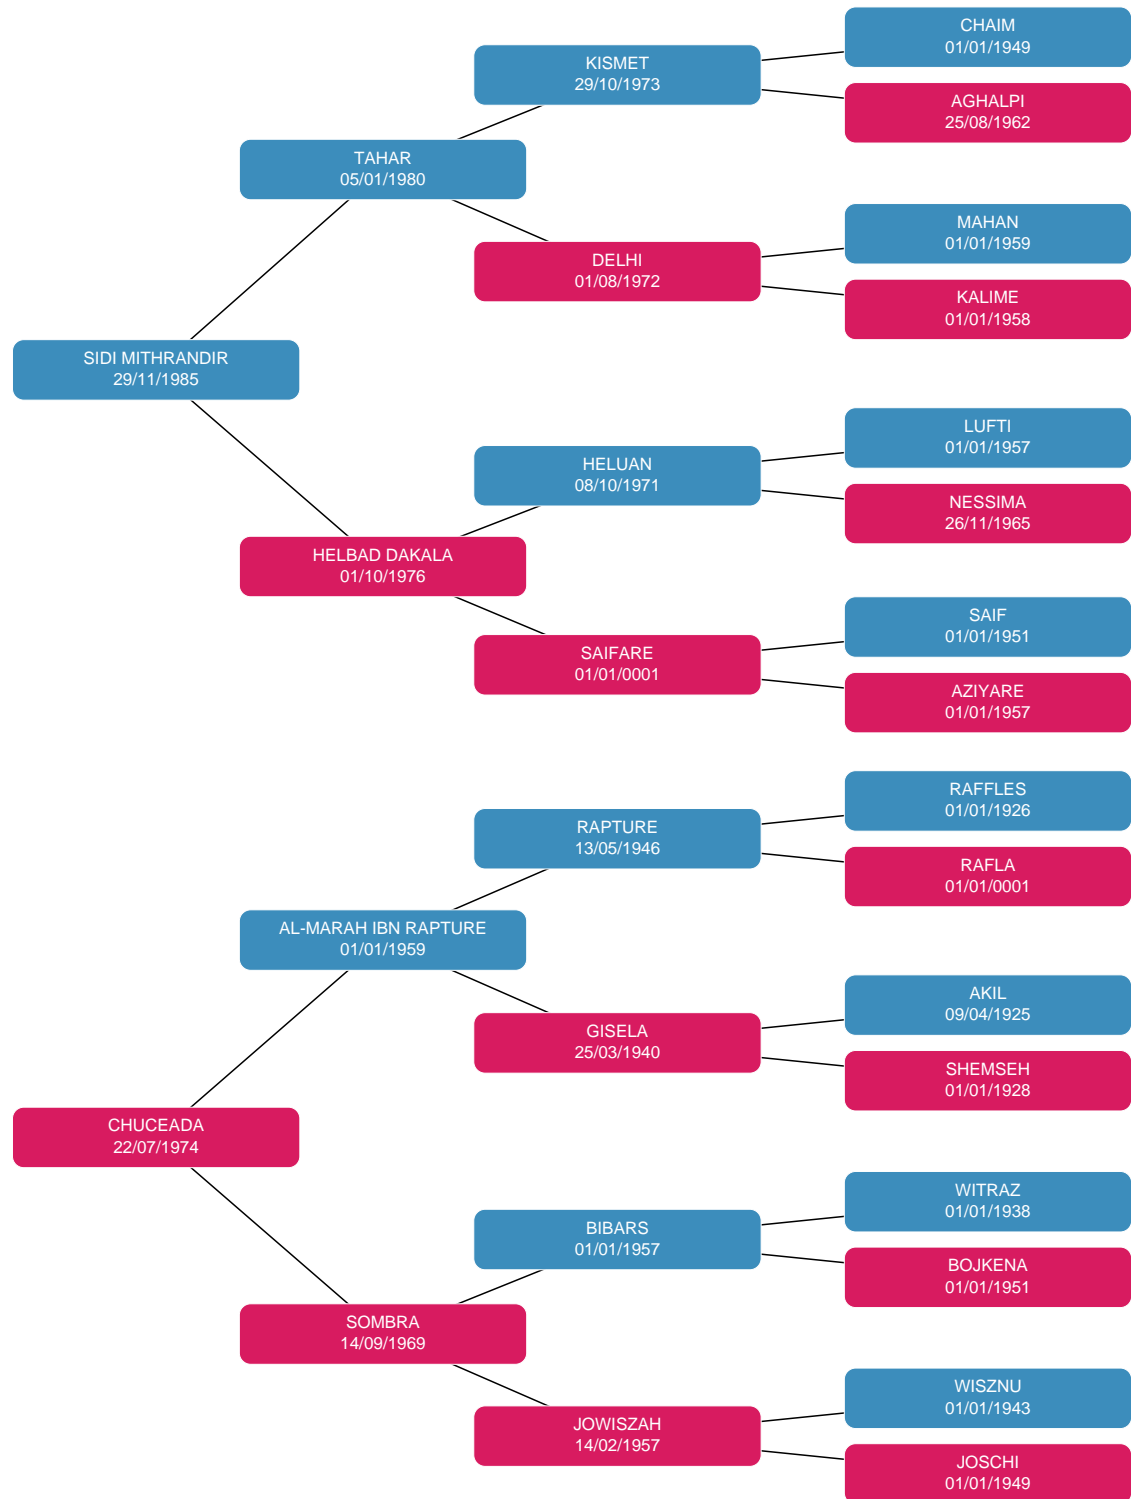 CHAIM
01/01/1949
KISMET
29/10/1973
AGHALPI
25/08/1962
TAHAR
05/01/1980
MAHAN
01/01/1959
DELHI
01/08/1972
KALIME
01/01/1958
SIDI MITHRANDIR
29/11/1985
LUFTI
01/01/1957
HELUAN
08/10/1971
NESSIMA
26/11/1965
HELBAD DAKALA
01/10/1976
SAIF
01/01/1951
SAIFARE
01/01/0001
AZIYARE
01/01/1957
RAFFLES
01/01/1926
RAPTURE
13/05/1946
RAFLA
01/01/0001
AL-MARAH IBN RAPTURE
01/01/1959
AKIL
09/04/1925
GISELA
25/03/1940
SHEMSEH
01/01/1928
CHUCEADA
22/07/1974
WITRAZ
01/01/1938
BIBARS
01/01/1957
BOJKENA
01/01/1951
SOMBRA
14/09/1969
WISZNU
01/01/1943
JOWISZAH
14/02/1957
JOSCHI
01/01/1949